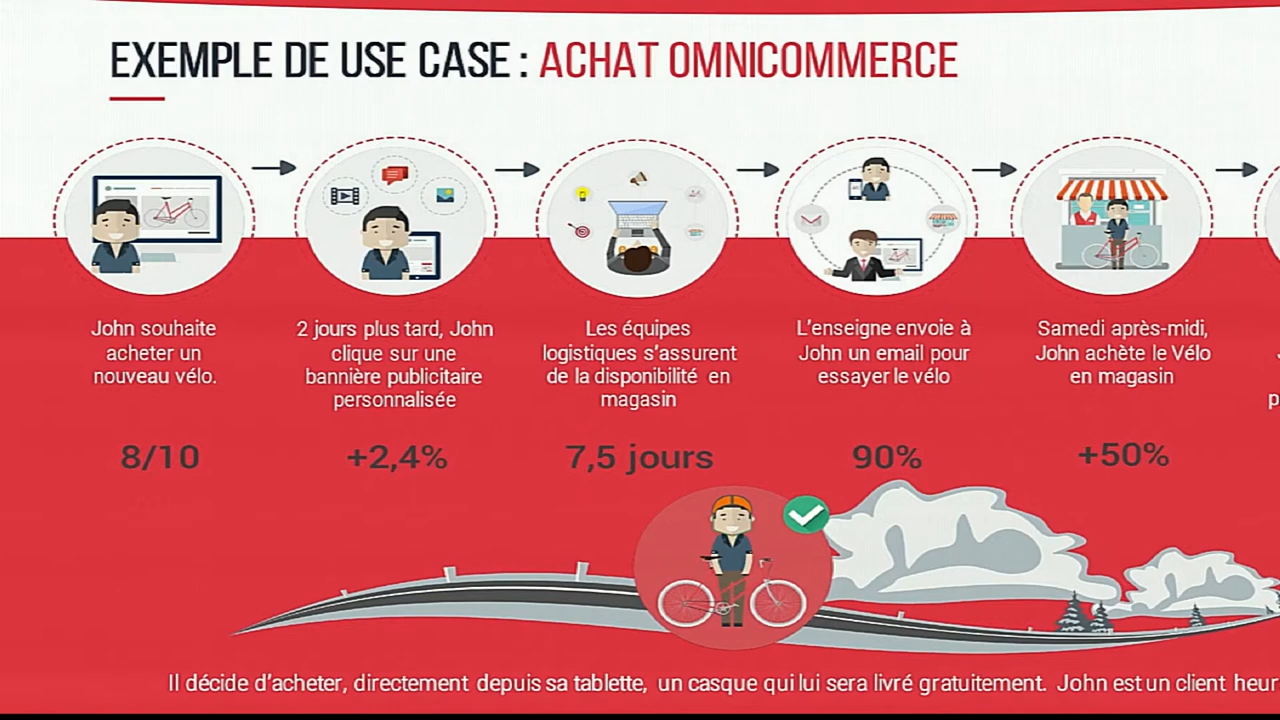 EXEMPLE DE USE CASE : ACHAT OMNICOMMERCE
John souhaite
acheter un
nouveau vélo.
8/10
2 jours plus tard, John
clique sur une
bannière publicitaire
personnalisée
+2,4%
Les équipes
logistiques s'assurent
de la disponibilité en
magasin
7,5 jours
L'enseigne envoie à
John un email pour
essayer le vélo
90%
Samedi après-midi,
John achète le Vélo
en magasin
+50%
Il décide d'acheter, directement depuis sa tablette, un casque qui lui sera livré gratuitement. John est un client